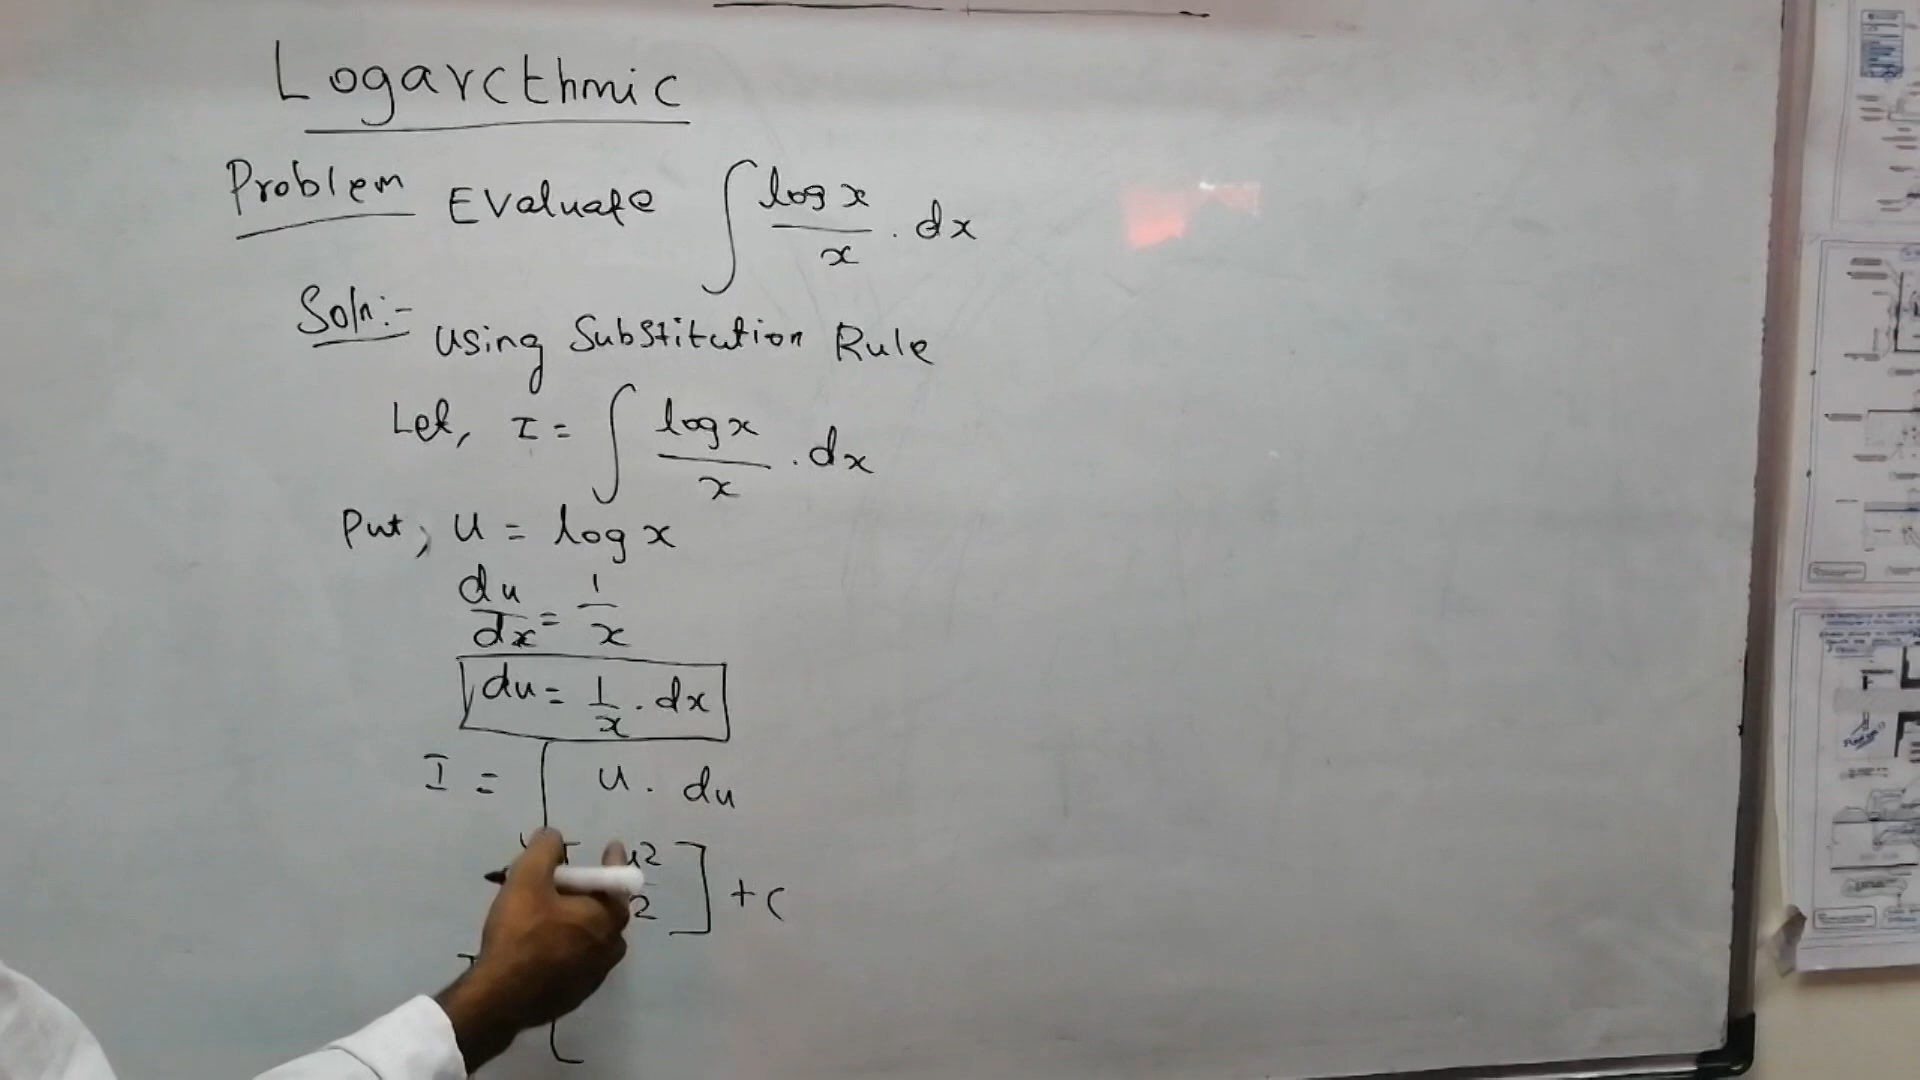 Logarcthmic
Problem Evaluate ∫ log x / x . dx
Soln:- using Substitution Rule
Let, I = ∫ log x / x . dx
Put, u = log x
du/dx = 1/x
du = 1/x . dx
I = ∫ u . du
u2/2 ] + c